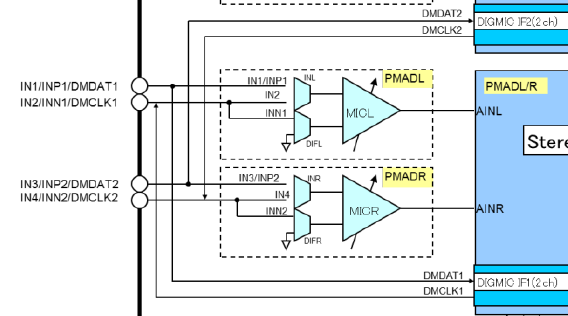 DMDAT2
DIGMIC IF2(2ch)
DMCLK2
PMADL
PMADL/R
IN1/INP1/DMDAT1
IN1/INP1
INL
IN2/INN1/DMCLK1
IN2
INN1
MICL
AINL
DIFL
Stere
PMADR
IN3/INP2/DMDAT2
IN3/INP2
INR
IN4/INN2/DMCLK2
IN4
INN2
MICR
AINR
DIFR
DMDAT1
DIGMIC IF1(2ch)
DMCLK1